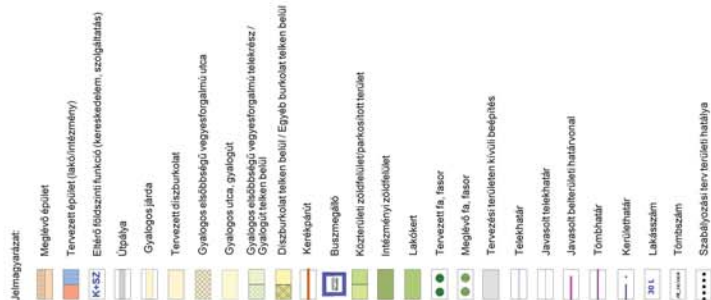 Jelmagyarázat:
Meglévő épület
Tervezett épület (lakó/intézmény)
K+SZ Eltérő földszinti funkció (kereskedelem, szolgáltatás)
Útpálya
Gyalogos járda
Tervezett díszburkolat
Gyalogos elsőbbségű vegyesforgalmú utca
Gyalogos utca, gyalogút
Gyalogos elsőbbségű vegyesforgalmú telekrész /
Gyalogút telken belül
Díszburkolat telken belül / Egyéb burkolat telken belül
Kerékpárút
Buszmegálló
Közterületi zöldfelület/parkosított terület
Intézményi zöldfelület
Lakókert
Tervezett fa, fasor
Meglévő fa, fasor
Tervezési területen kívüli beépítés
Telekhatár
Javasolt telekhatár
Javasolt belterületi határvonal
Tömbhatár
Kerülethatár
30 L Lakásszám
Tömbszám
Szabályozási terv területi hatálya